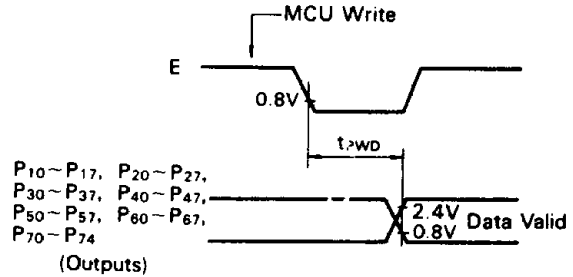 MCU Write
E
0.8V
tPWD
P10~P17, P20~P27,
P30~P37, P40~P47,
P50~P57, P60~P67,
P70~P74
(Outputs)
2.4V
0.8V
Data Valid